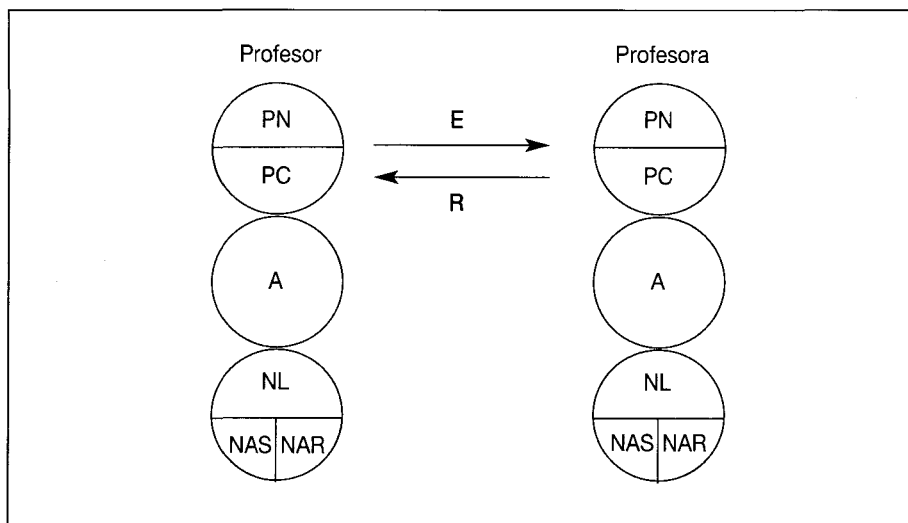 Profesor Profesora
PN E PN
PC R PC
A A
NL NL
NAS NAR NAS NAR